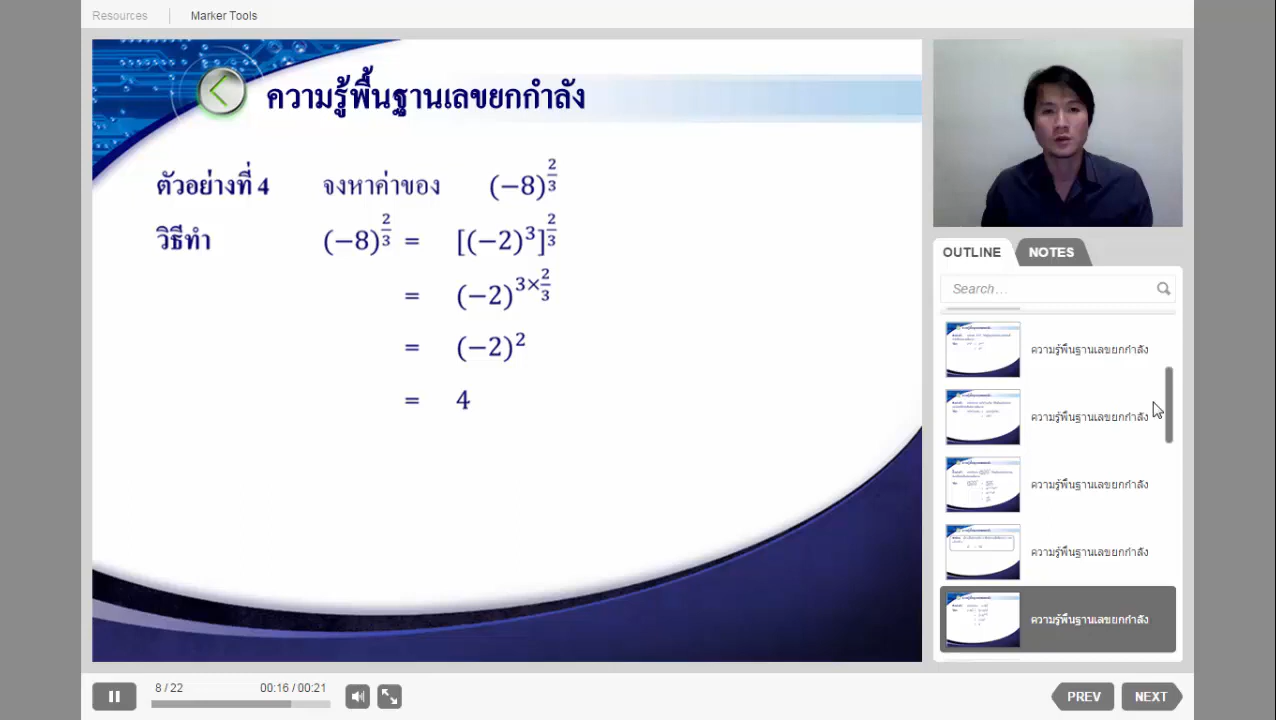 Resources Marker Tools
ความรู้พื้นฐานเลขยกกำลัง
ตัวอย่างที่ 4 จงหาค่าของ (−8)^{2/3}
วิธีทำ (−8)^{2/3} = [(−2)^3]^{2/3}
= (−2)^{3×2/3}
= (−2)^2
= 4
OUTLINE NOTES
Search...
ความรู้พื้นฐานเลขยกกำลัง
ความรู้พื้นฐานเลขยกกำลัง
ความรู้พื้นฐานเลขยกกำลัง
ความรู้พื้นฐานเลขยกกำลัง
ความรู้พื้นฐานเลขยกกำลัง
8 / 22 00:16 / 00:21
PREV NEXT